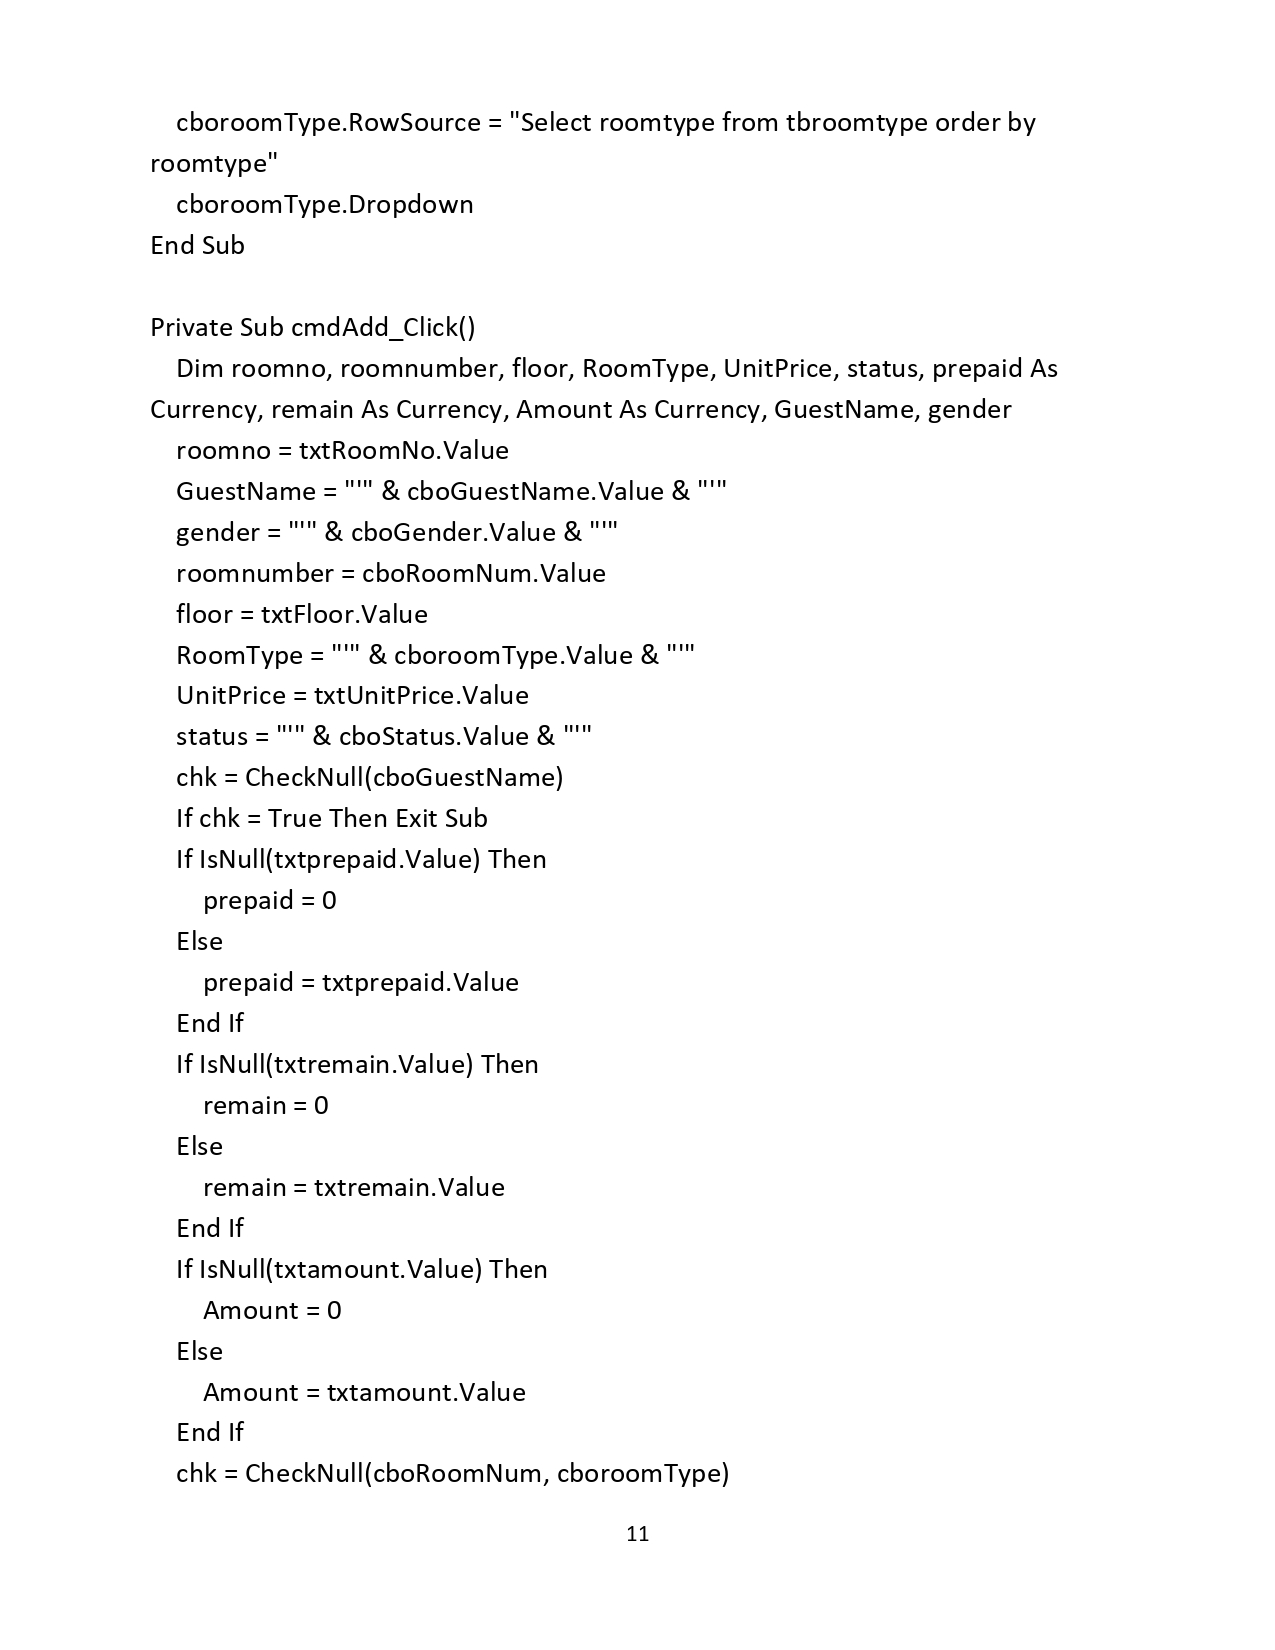 cboroomType.RowSource = "Select roomtype from tbroomtype order by
roomtype"
cboroomType.Dropdown
End Sub
Private Sub cmdAdd_Click()
Dim roomno, roomnumber, floor, RoomType, UnitPrice, status, prepaid As
Currency, remain As Currency, Amount As Currency, GuestName, gender
roomno = txtRoomNo.Value
GuestName = "'" & cboGuestName.Value & "'"
gender = "'" & cboGender.Value & "'"
roomnumber = cboRoomNum.Value
floor = txtFloor.Value
RoomType = "'" & cboroomType.Value & "'"
UnitPrice = txtUnitPrice.Value
status = "'" & cboStatus.Value & "'"
chk = CheckNull(cboGuestName)
If chk = True Then Exit Sub
If IsNull(txtprepaid.Value) Then
prepaid = 0
Else
prepaid = txtprepaid.Value
End If
If IsNull(txtremain.Value) Then
remain = 0
Else
remain = txtremain.Value
End If
If IsNull(txtamount.Value) Then
Amount = 0
Else
Amount = txtamount.Value
End If
chk = CheckNull(cboRoomNum, cboroomType)
11